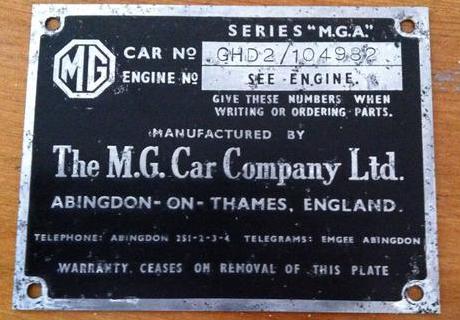 SERIES "M.G.A."
MG
CAR No GHD2/104982
ENGINE No SEE ENGINE.
GIVE THESE NUMBERS WHEN
WRITING OR ORDERING PARTS.
MANUFACTURED BY
The M.G. Car Company Ltd.
ABINGDON-ON-THAMES, ENGLAND.
TELEPHONE: ABINGDON 251-2-3-4 TELEGRAMS: EMGEE ABINGDON
WARRANTY CEASES ON REMOVAL OF THIS PLATE